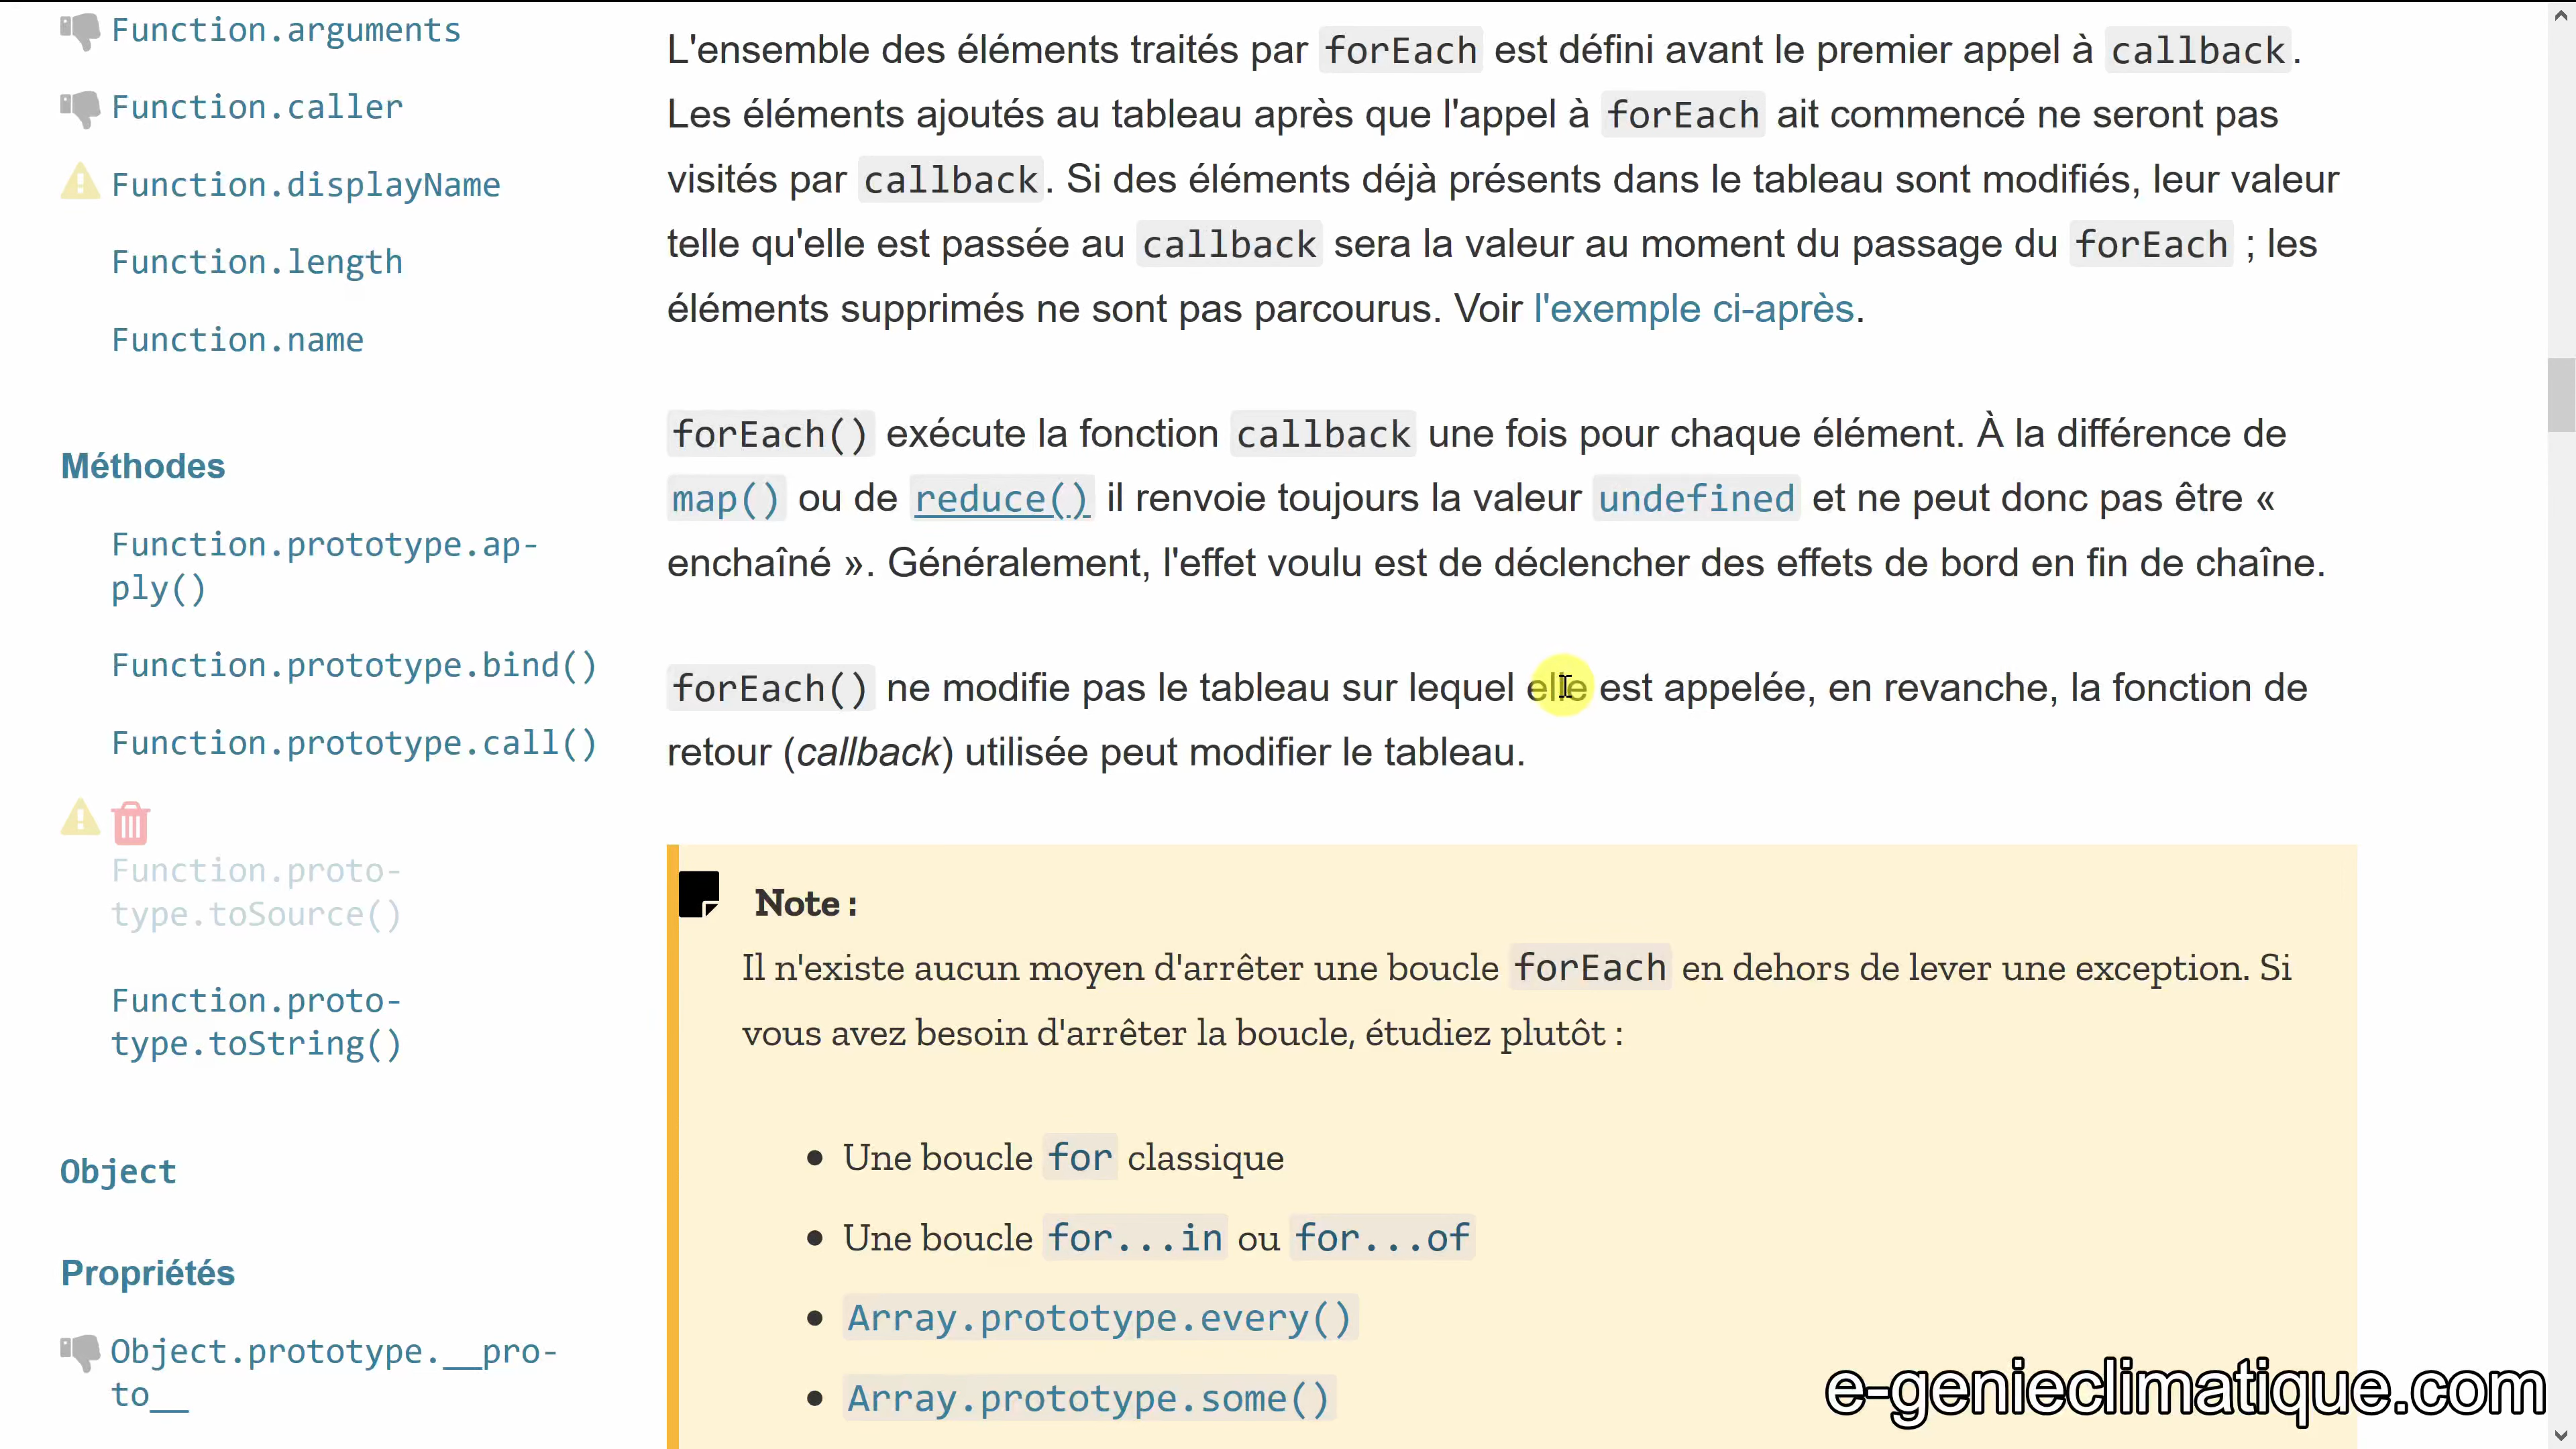 Function.arguments
Function.caller
Function.displayName
Function.length
Function.name
Méthodes
Function.prototype.ap-
ply()
Function.prototype.bind()
Function.prototype.call()
Function.proto-
type.toSource()
Function.proto-
type.toString()
Object
Propriétés
Object.prototype.__pro-
to__
L'ensemble des éléments traités par forEach est défini avant le premier appel à callback.
Les éléments ajoutés au tableau après que l'appel à forEach ait commencé ne seront pas
visités par callback. Si des éléments déjà présents dans le tableau sont modifiés, leur valeur
telle qu'elle est passée au callback sera la valeur au moment du passage du forEach ; les
éléments supprimés ne sont pas parcourus. Voir l'exemple ci-après.
forEach() exécute la fonction callback une fois pour chaque élément. À la différence de
map() ou de reduce() il renvoie toujours la valeur undefined et ne peut donc pas être «
enchaîné ». Généralement, l'effet voulu est de déclencher des effets de bord en fin de chaîne.
forEach() ne modifie pas le tableau sur lequel elle est appelée, en revanche, la fonction de
retour (callback) utilisée peut modifier le tableau.
Note :
Il n'existe aucun moyen d'arrêter une boucle forEach en dehors de lever une exception. Si
vous avez besoin d'arrêter la boucle, étudiez plutôt :
Une boucle for classique
Une boucle for...in ou for...of
Array.prototype.every()
Array.prototype.some()
e-genieclimatique.com